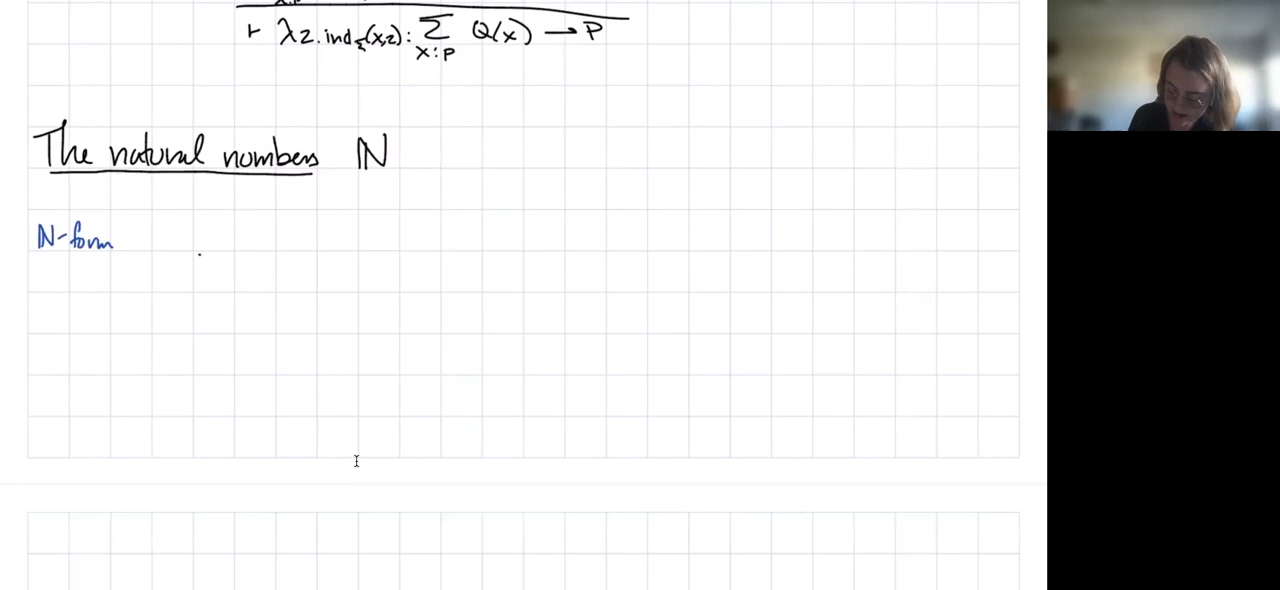 ⊢ λz.ind_Σ(x,z): Σ_{x:P} Q(x) → P
The natural numbers ℕ
ℕ-form